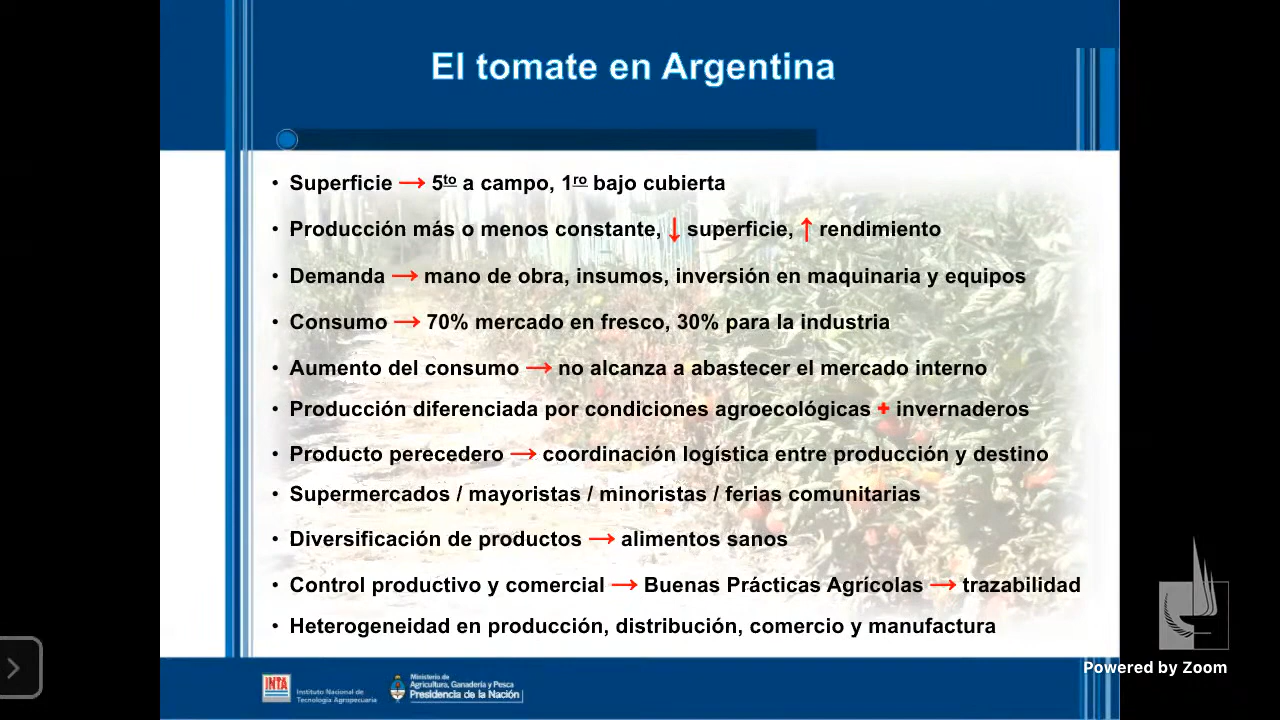 El tomate en Argentina
• Superficie → 5to a campo, 1ro bajo cubierta
• Producción más o menos constante, ↓ superficie, ↑ rendimiento
• Demanda → mano de obra, insumos, inversión en maquinaria y equipos
• Consumo → 70% mercado en fresco, 30% para la industria
• Aumento del consumo → no alcanza a abastecer el mercado interno
• Producción diferenciada por condiciones agroecológicas + invernaderos
• Producto perecedero → coordinación logística entre producción y destino
• Supermercados / mayoristas / minoristas / ferias comunitarias
• Diversificación de productos → alimentos sanos
• Control productivo y comercial → Buenas Prácticas Agrícolas → trazabilidad
• Heterogeneidad en producción, distribución, comercio y manufactura
Powered by Zoom
INTA
Instituto Nacional de
Tecnología Agropecuaria
Ministerio de
Agricultura, Ganadería y Pesca
Presidencia de la Nación